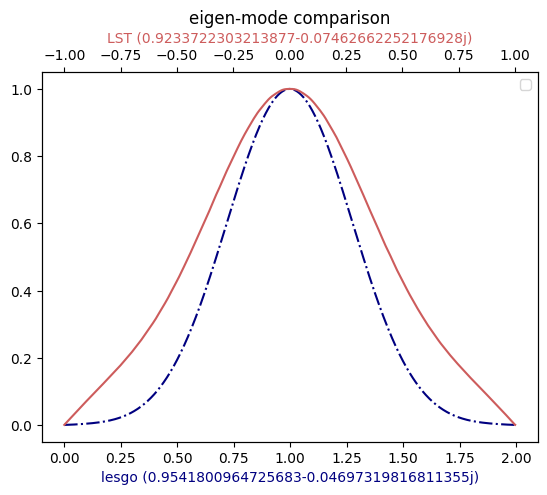 eigen-mode comparison
LST (0.9233722303213877-0.07462662252176928j)
−1.00 −0.75 −0.50 −0.25 0.00 0.25 0.50 0.75 1.00
1.0
0.8
0.6
0.4
0.2
0.0
0.00 0.25 0.50 0.75 1.00 1.25 1.50 1.75 2.00
lesgo (0.9541800964725683-0.04697319816811355j)